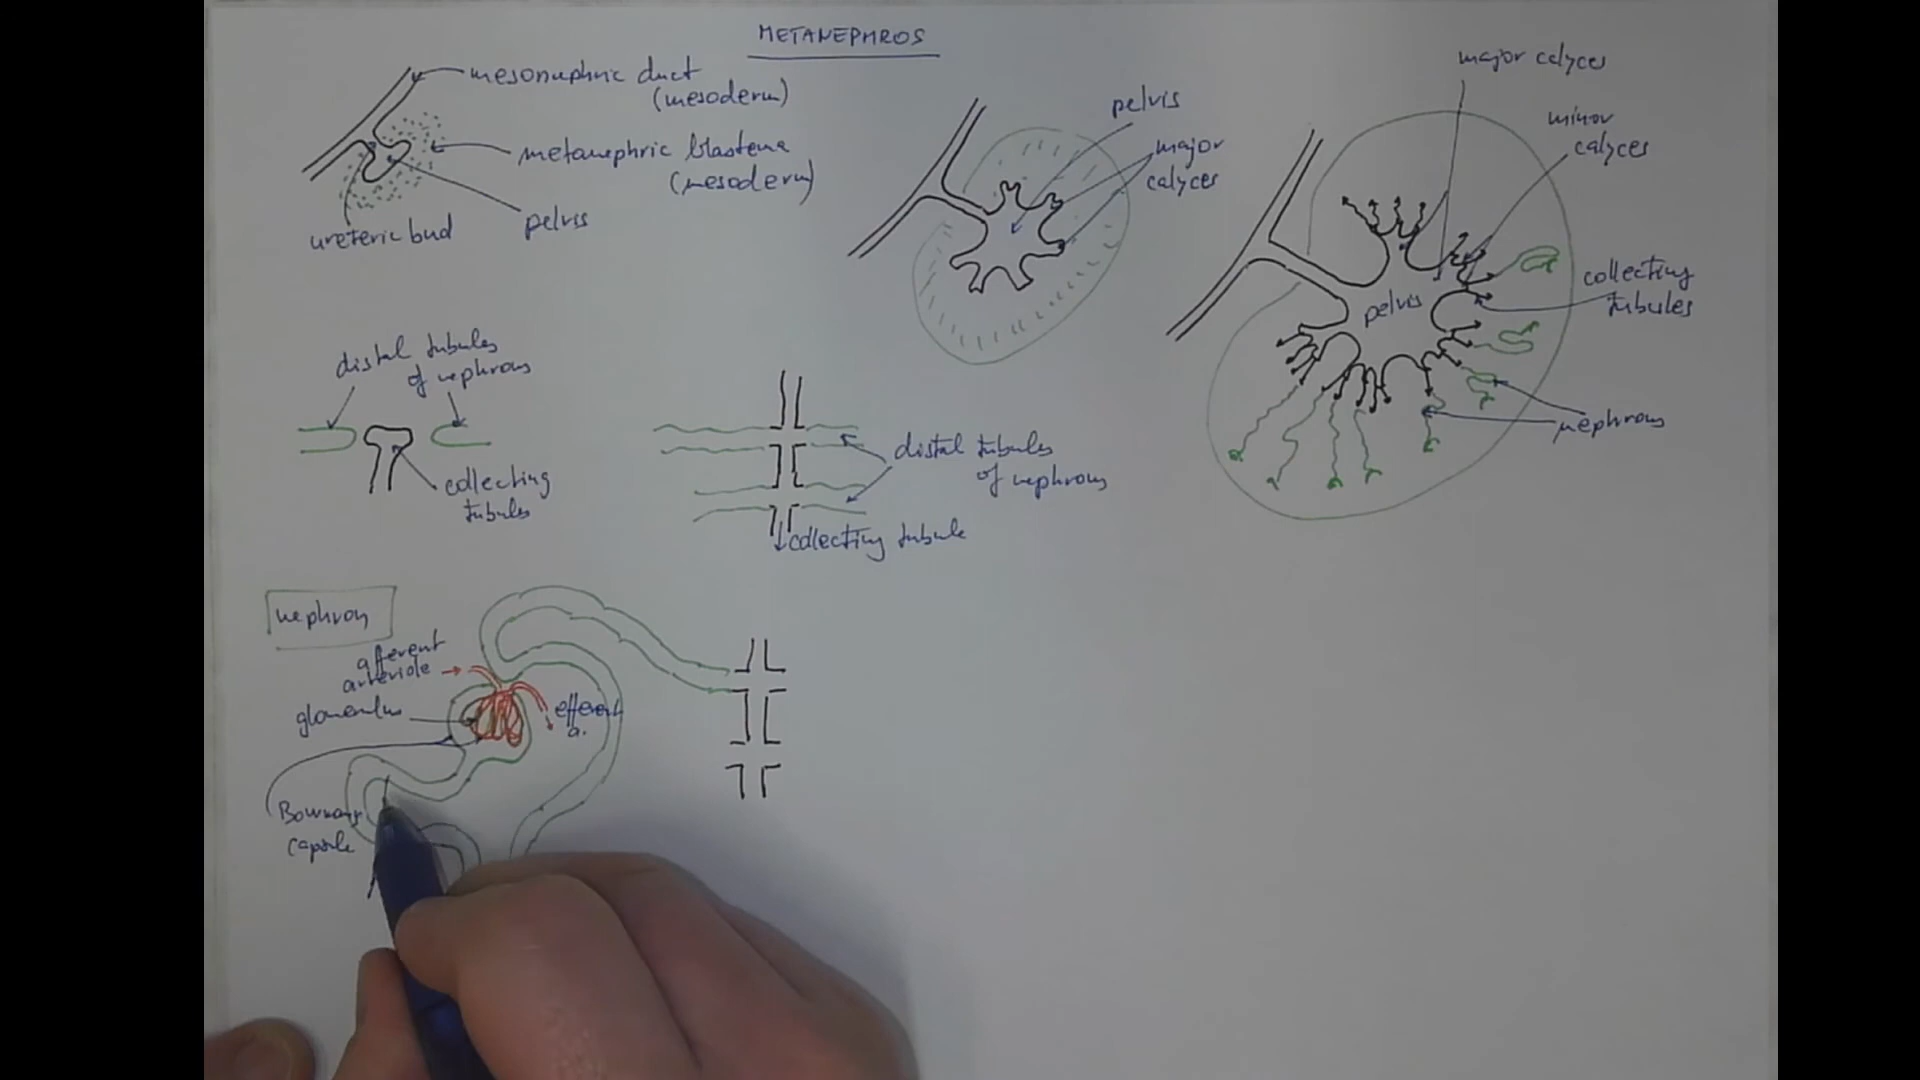 METANEPHROS
mesonephric duct
(mesoderm)
metanephric blastema
(mesoderm)
pelvis
ureteric bud
pelvis
major
calyces
major calyces
minor
calyces
pelvis
collecting
tubules
nephrons
distal tubules
of nephrons
collecting
tubules
distal tubules
of nephrons
collecting tubule
nephron
afferent
arteriole
glomerulus
efferent
a.
Bowmans
capsule